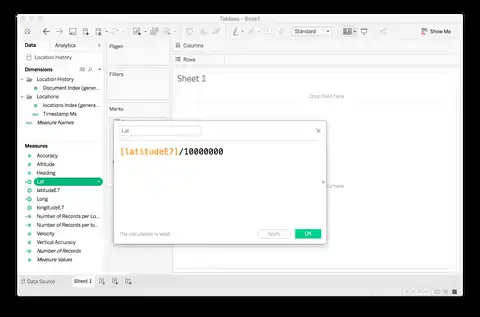 Tableau - Book1
Standard
Show Me
Data
Analytics
Pages
Columns
Rows
Location History
Dimensions
Location History
Document Index (genera...
Locations
locations Index (genera...
Timestamp Ms
Measure Names
Filters
Marks
Sheet 1
Drop field here
Lat
[latitudeE7]/10000000
The calculation is valid.
Apply
OK
Measures
Accuracy
Altitude
Heading
Lat
latitudeE7
Long
longitudeE7
Number of Records per Lo...
Number of Records per lo...
Velocity
Vertical Accuracy
Number of Records
Measure Values
Data Source
Sheet 1